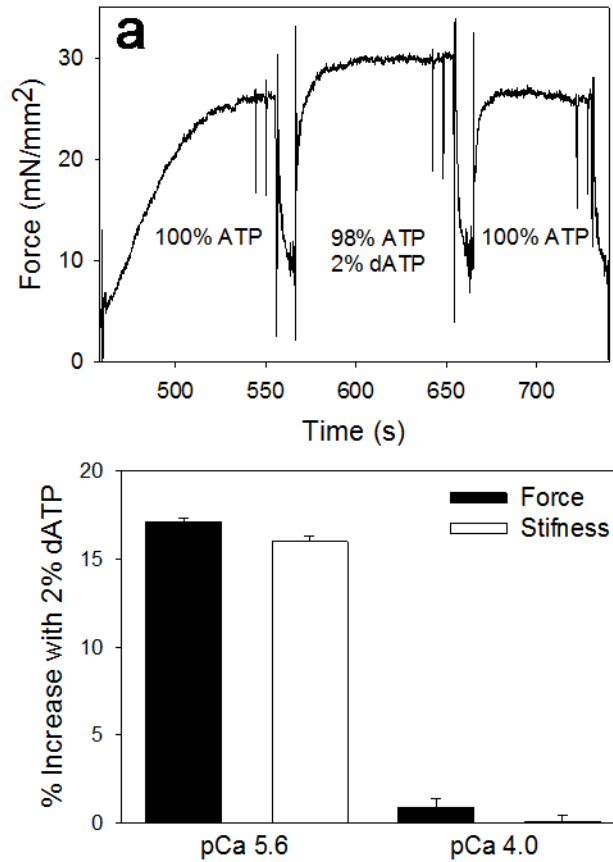 a
Force (mN/mm²)
30
20
10
0
100% ATP
98% ATP
2% dATP
100% ATP
500
550
600
650
700
Time (s)
% Increase with 2% dATP
20
15
10
5
0
Force
Stifness
pCa 5.6
pCa 4.0